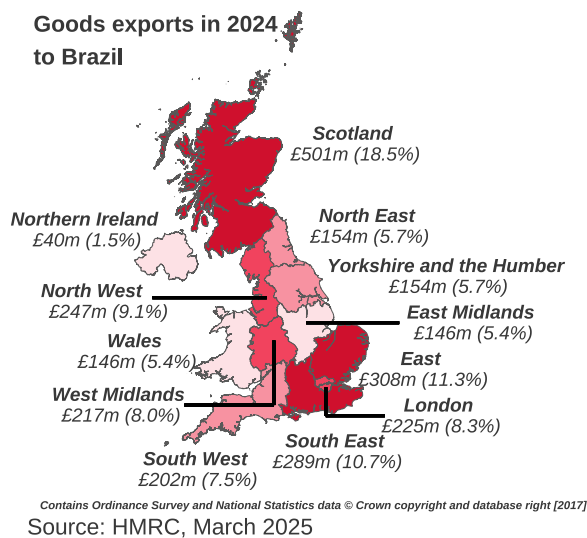 Goods exports in 2024
to Brazil
Scotland
£501m (18.5%)
Northern Ireland
£40m (1.5%)
North East
£154m (5.7%)
Yorkshire and the Humber
£154m (5.7%)
North West
£247m (9.1%)
East Midlands
£146m (5.4%)
Wales
£146m (5.4%)
East
£308m (11.3%)
West Midlands
£217m (8.0%)
London
£225m (8.3%)
South East
£289m (10.7%)
South West
£202m (7.5%)
Contains Ordinance Survey and National Statistics data © Crown copyright and database right [2017]
Source: HMRC, March 2025